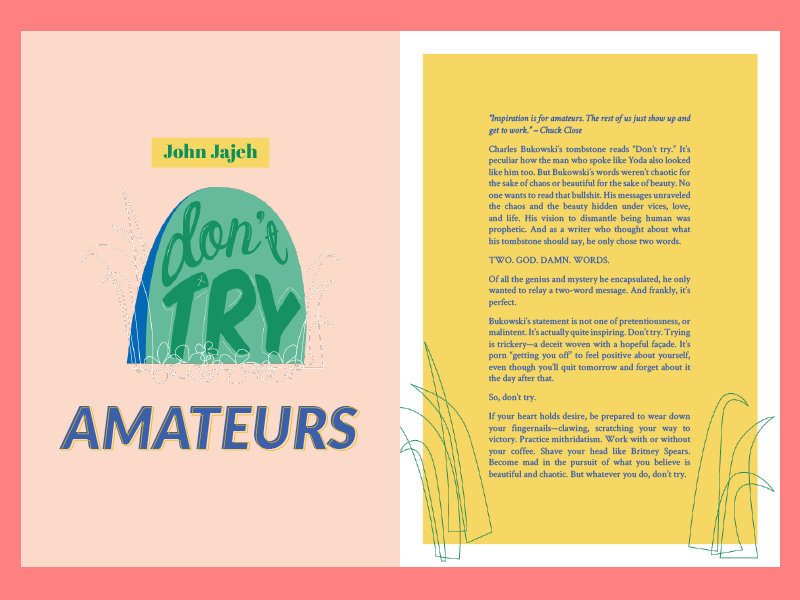 John Jajeh
don't
TRY
AMATEURS
"Inspiration is for amateurs. The rest of us just show up and
get to work." – Chuck Close
Charles Bukowski's tombstone reads "Don't try." It's
peculiar how the man who spoke like Yoda also looked
like him too. But Bukowski's words weren't chaotic for
the sake of chaos or beautiful for the sake of beauty. No
one wants to read that bullshit. His messages unraveled
the chaos and the beauty hidden under vices, love,
and life. His vision to dismantle being human was
prophetic. And as a writer who thought about what
his tombstone should say, he only chose two words.
TWO. GOD. DAMN. WORDS.
Of all the genius and mystery he encapsulated, he only
wanted to relay a two-word message. And frankly, it's
perfect.
Bukowski's statement is not one of pretentiousness, or
malintent. It's actually quite inspiring. Don't try. Trying
is trickery—a deceit woven with a hopeful façade. It's
porn "getting you off" to feel positive about yourself,
even though you'll quit tomorrow and forget about it
the day after that.
So, don't try.
If your heart holds desire, be prepared to wear down
your fingernails—clawing, scratching your way to
victory. Practice mithridatism. Work with or without
your coffee. Shave your head like Britney Spears.
Become mad in the pursuit of what you believe is
beautiful and chaotic. But whatever you do, don't try.